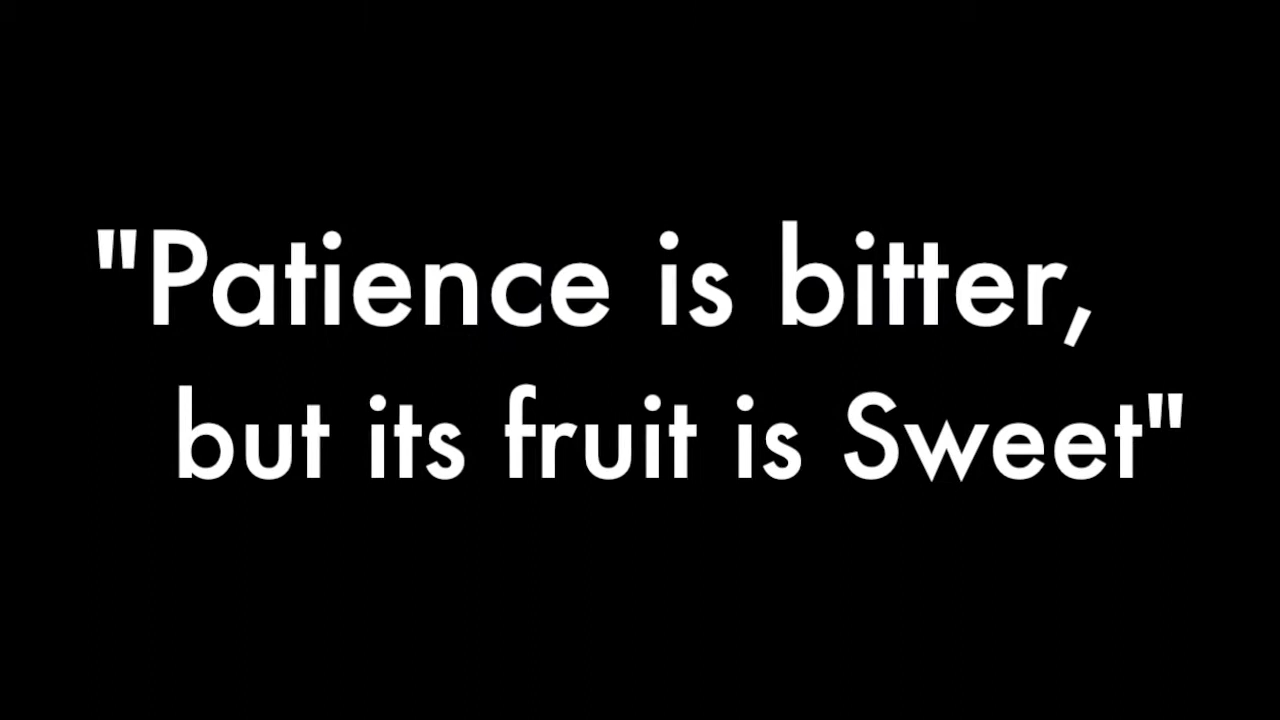 "Patience is bitter,
but its fruit is Sweet"